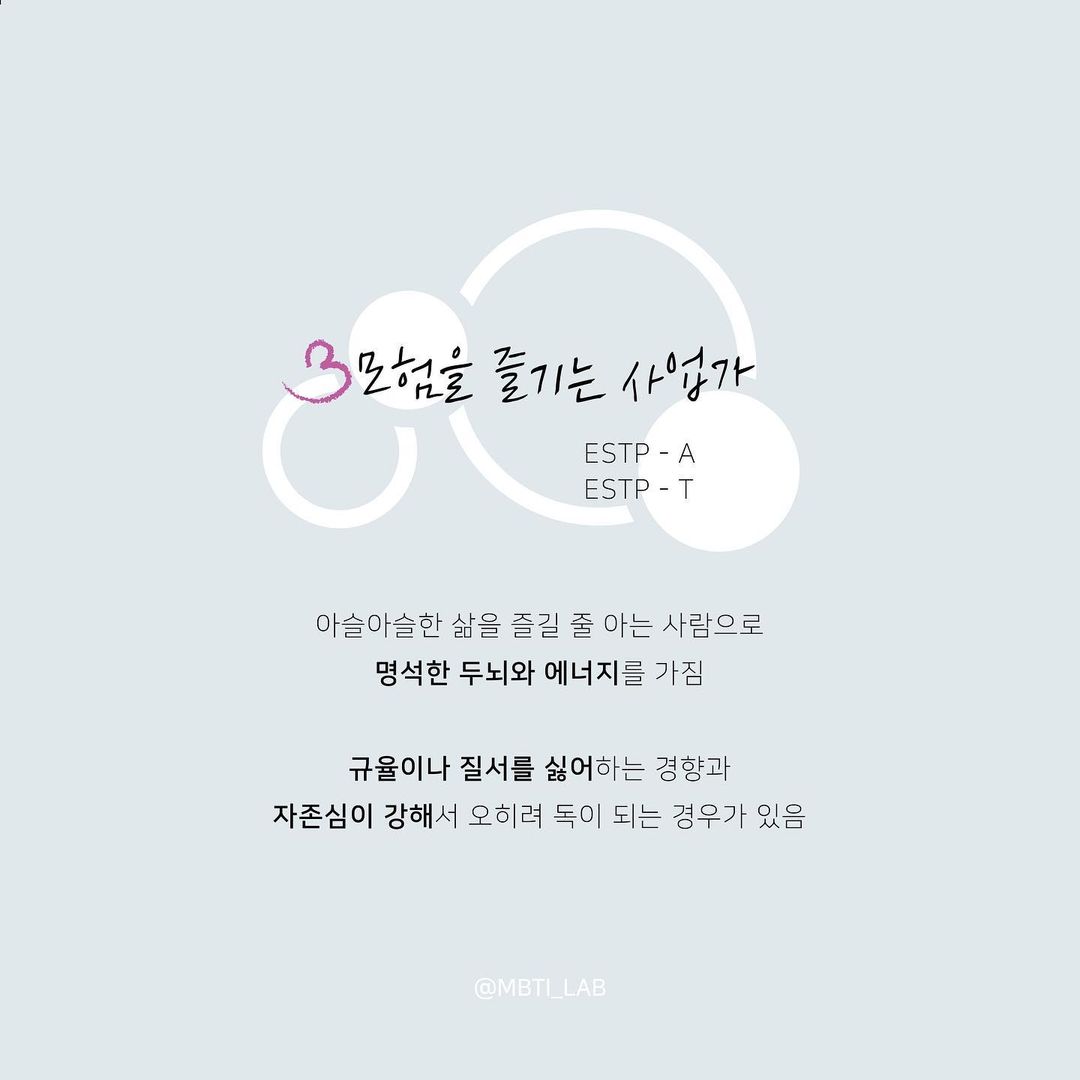 3 모험을 즐기는 사업가
ESTP - A
ESTP - T
아슬아슬한 삶을 즐길 줄 아는 사람으로
명석한 두뇌와 에너지를 가짐
규율이나 질서를 싫어하는 경향과
자존심이 강해서 오히려 독이 되는 경우가 있음
@MBTI_LAB